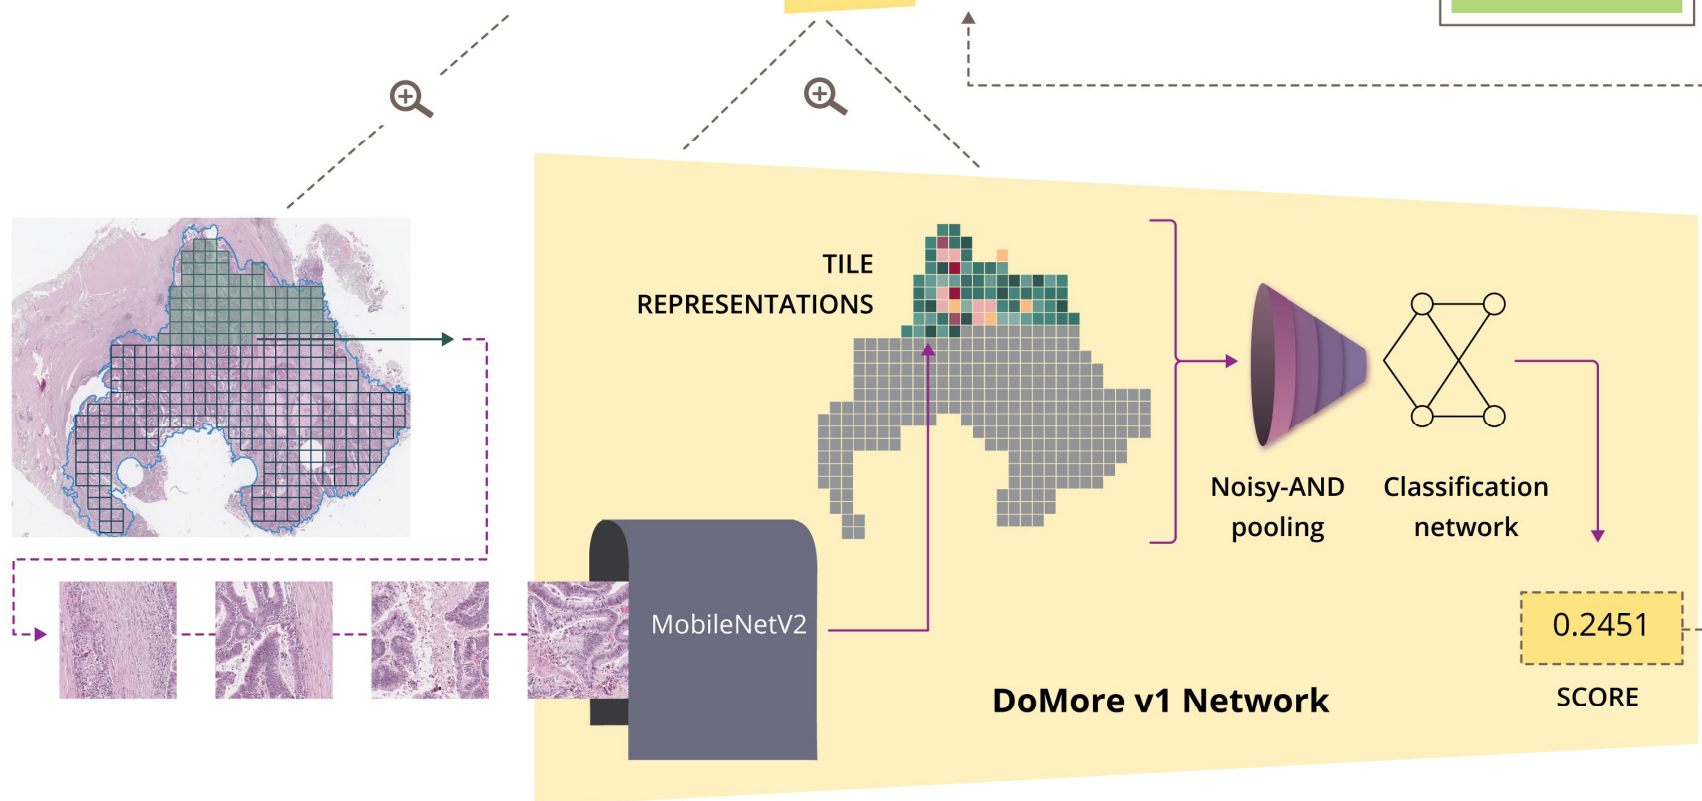 TILE
REPRESENTATIONS
Noisy-AND
pooling
Classification
network
MobileNetV2
0.2451
SCORE
DoMore v1 Network